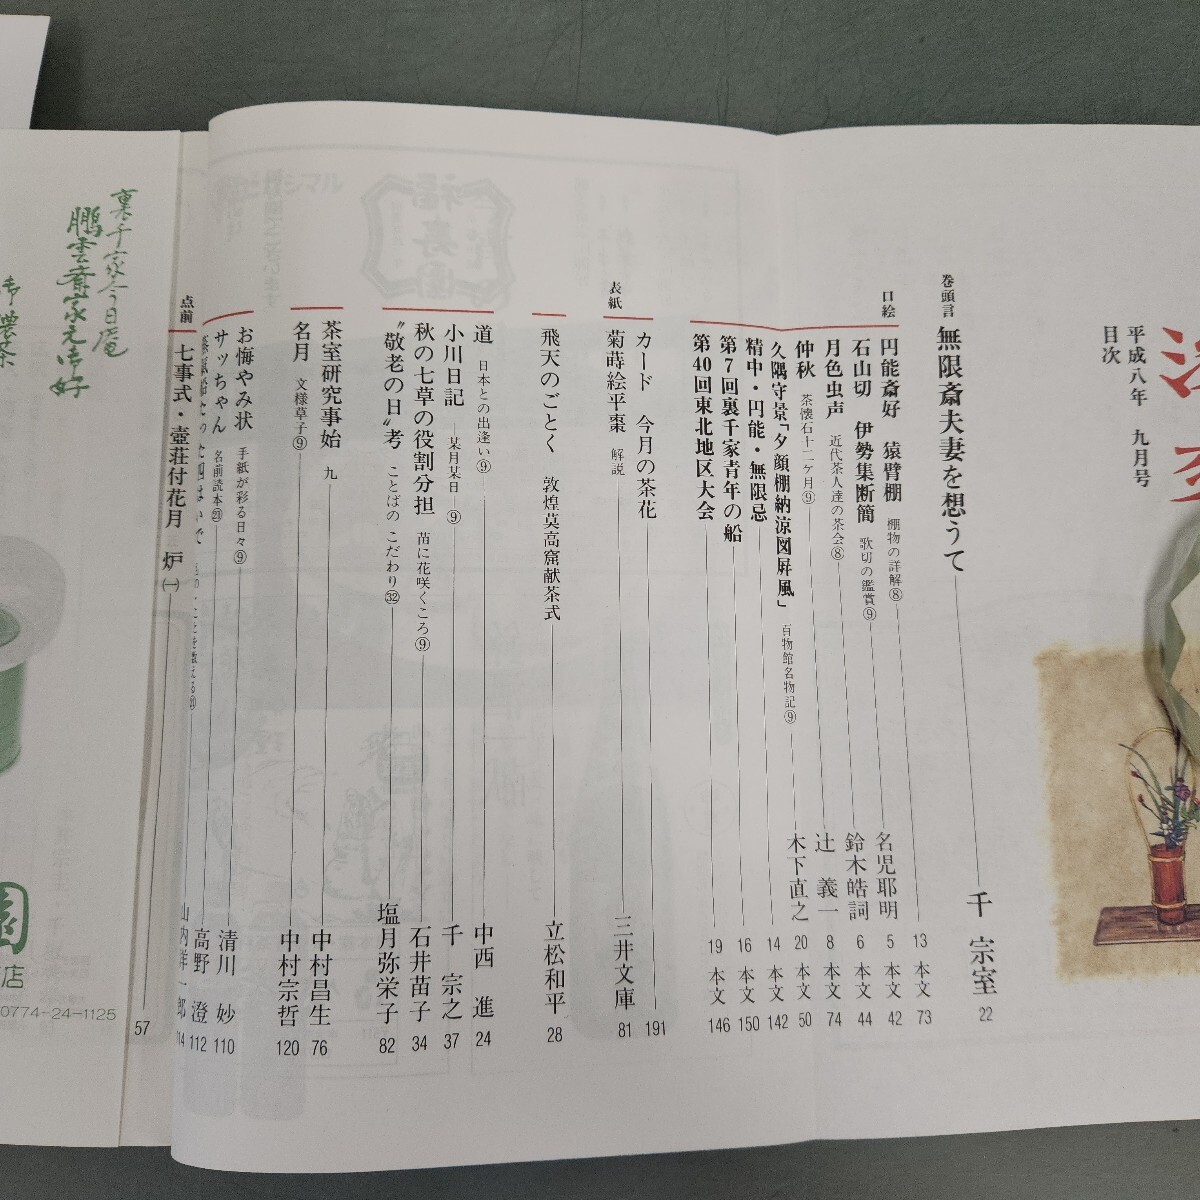 平成八年 九月号
目次
巻頭言
無限斎夫妻を想うて 千 宗室 22
口絵
円能斎好 猿臂棚 棚物の詳解⑧ 名児耶明 13 本文 73
石山切 伊勢集断簡 歌切の鑑賞⑨ 鈴木皓詞 5 本文 42
月色虫声 近代茶人達の茶会⑧ 辻 義一 6 本文 44
仲秋 茶懐石十二ヶ月⑨ 木下直之 8 本文 74
久隅守景「夕顔棚納涼図屛風」 百物館名物記⑨ 20 本文 50
精中・円能・無限忌 14 本文 142
第7回裏千家青年の船 16 本文 150
第40回東北地区大会 19 本文 146
カード 今月の茶花 191
表紙
菊蒔絵平棗 解説 三井文庫 81
飛天のごとく 敦煌莫高窟献茶式 立松和平 28
道 日本との出逢い⑨ 中西 進 24
小川日記 ―某月某日―⑨ 千 宗之 37
秋の七草の役割分担 苗に花咲くころ⑨ 石井苗子 34
〝敬老の日〟考 ことばの こだわり㉜ 塩月弥栄子 82
茶室研究事始 九 中村昌生 76
名月 文様草子⑨ 中村宗哲 120
お悔やみ状 手紙が彩る日々⑨ 清川 妙 110
サッちゃん 名前読本㉑ 高野 澄 112
点前
七事式・壺荘付花月 炉㈠ 57
裏千家今日庵
鵬雲斎家元御好
御濃茶
園
店
0774-24-1125